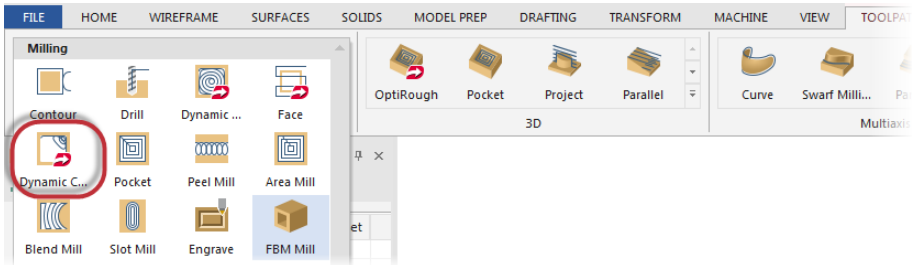 FILE HOME WIREFRAME SURFACES SOLIDS MODEL PREP DRAFTING TRANSFORM MACHINE VIEW TOOLPAT
Milling
Contour Drill Dynamic ... Face
Dynamic C... Pocket Peel Mill Area Mill
Blend Mill Slot Mill Engrave FBM Mill
OptiRough Pocket Project Parallel
3D
Curve Swarf Milli... Pa
Multiaxis
et